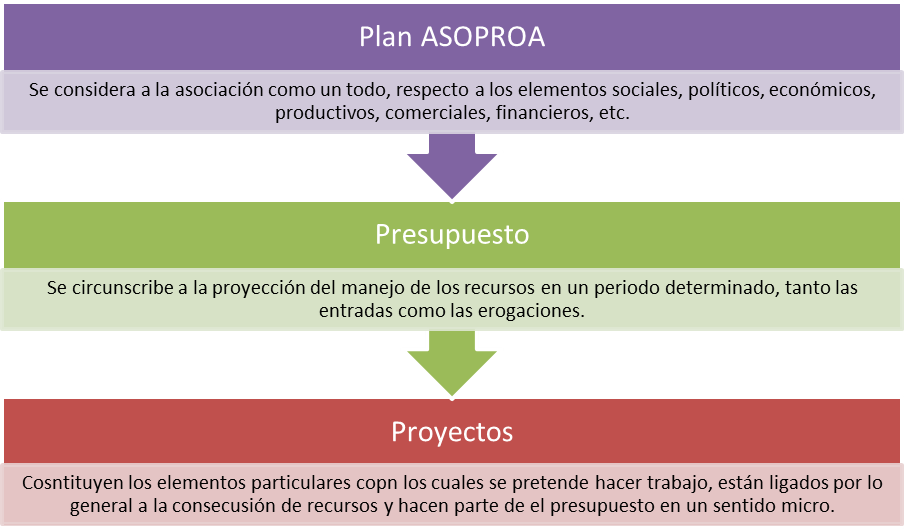 Plan ASOPROA
Se considera a la asociación como un todo, respecto a los elementos sociales, políticos, económicos,
productivos, comerciales, financieros, etc.
Presupuesto
Se circunscribe a la proyección del manejo de los recursos en un periodo determinado, tanto las
entradas como las erogaciones.
Proyectos
Cosntituyen los elementos particulares copn los cuales se pretende hacer trabajo, están ligados por lo
general a la consecusión de recursos y hacen parte de el presupuesto en un sentido micro.